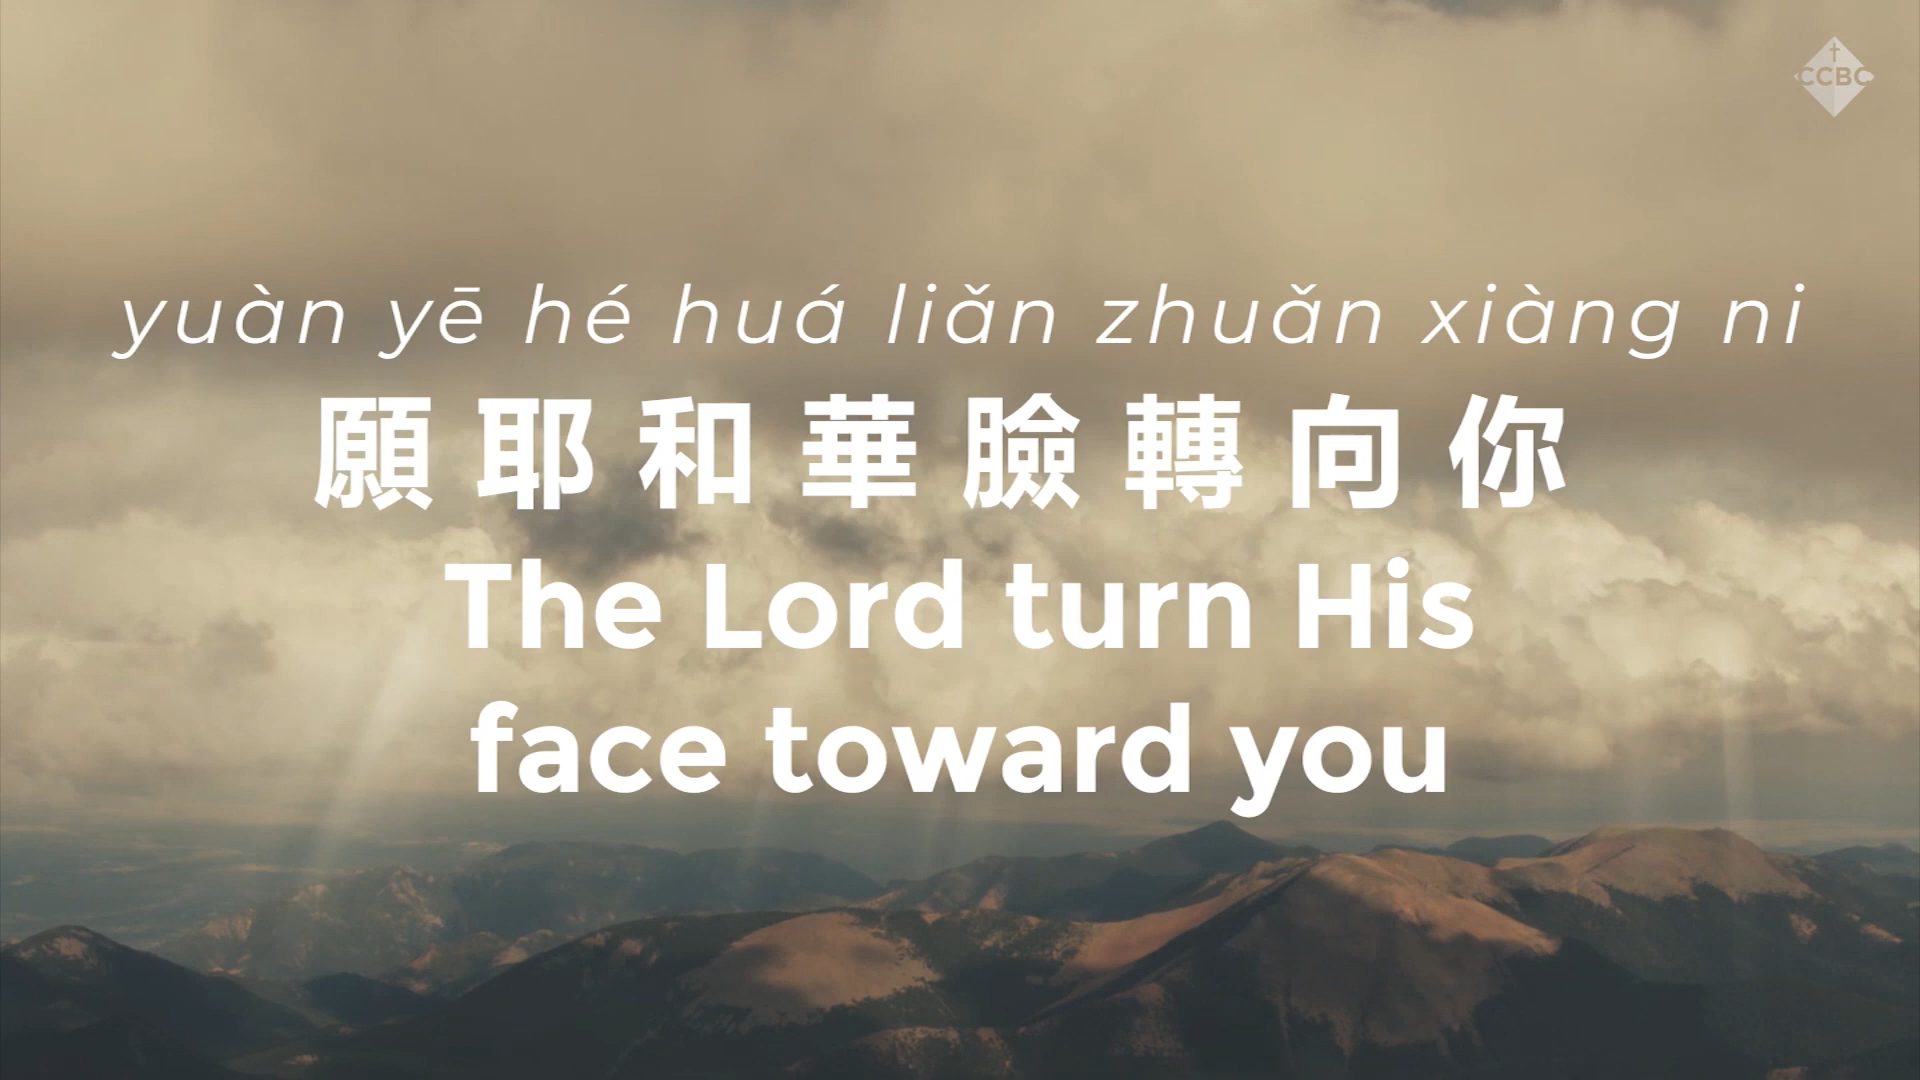 CCBC
yuàn yē hé huá liǎn zhuǎn xiàng ni
願耶和華臉轉向你
The Lord turn His
face toward you